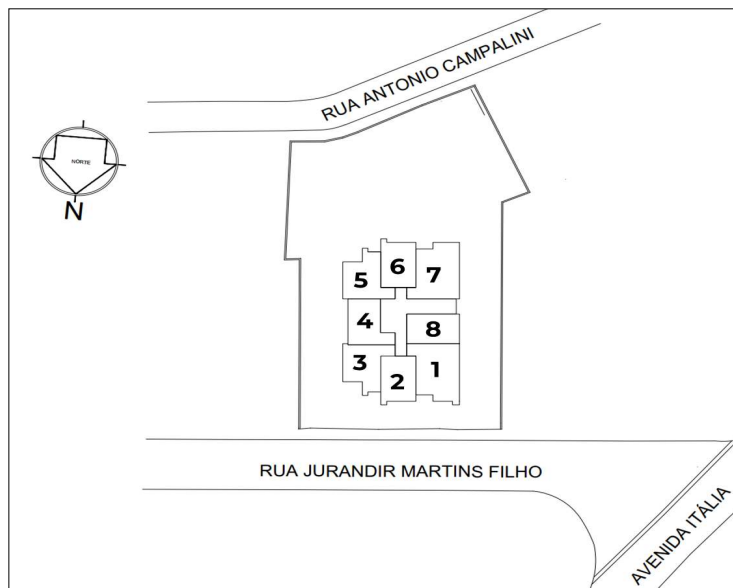 RUA ANTONIO CAMPALINI
NORTE
N
6
7
5
4
8
3
2
1
RUA JURANDIR MARTINS FILHO
AVENIDA ITÁLIA